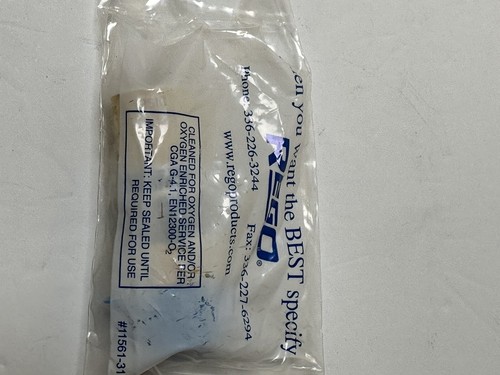 en you want the BEST specify
REGO®
Phone: 336-226-3244 Fax: 336-227-6294
www.regoproducts.com
CLEANED FOR OXYGEN AND/OR
OXYGEN ENRICHED SERVICE PER
CGA G-4.1, EN12300-O₂
IMPORTANT: KEEP SEALED UNTIL
REQUIRED FOR USE
#11561-31